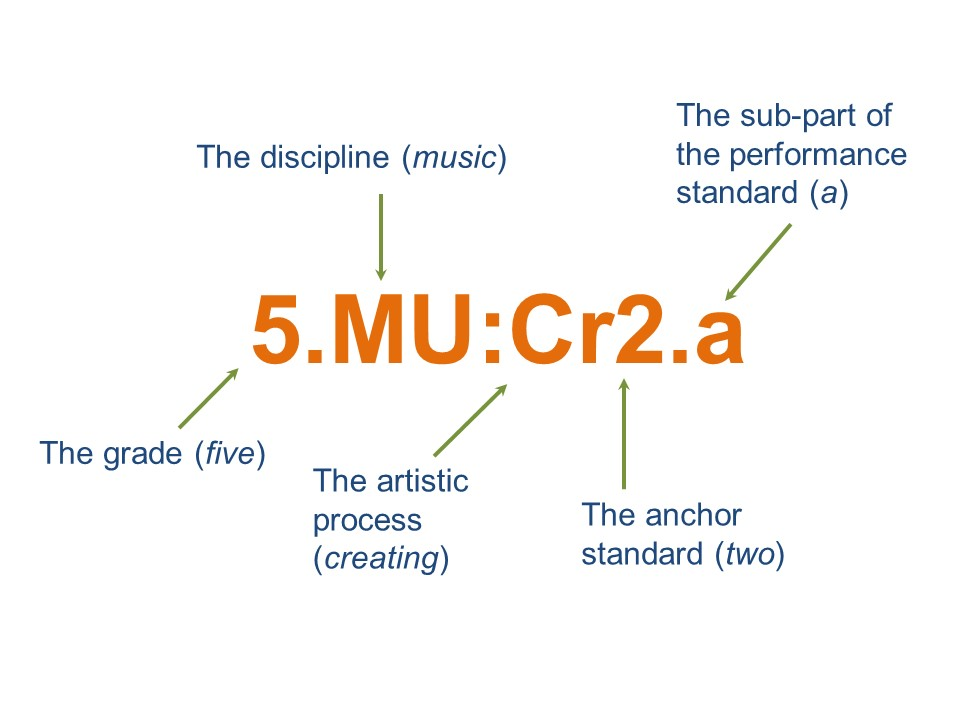 The sub-part of
the performance
standard (a)
The discipline (music)
5.MU:Cr2.a
The grade (five)
The artistic
process
(creating)
The anchor
standard (two)